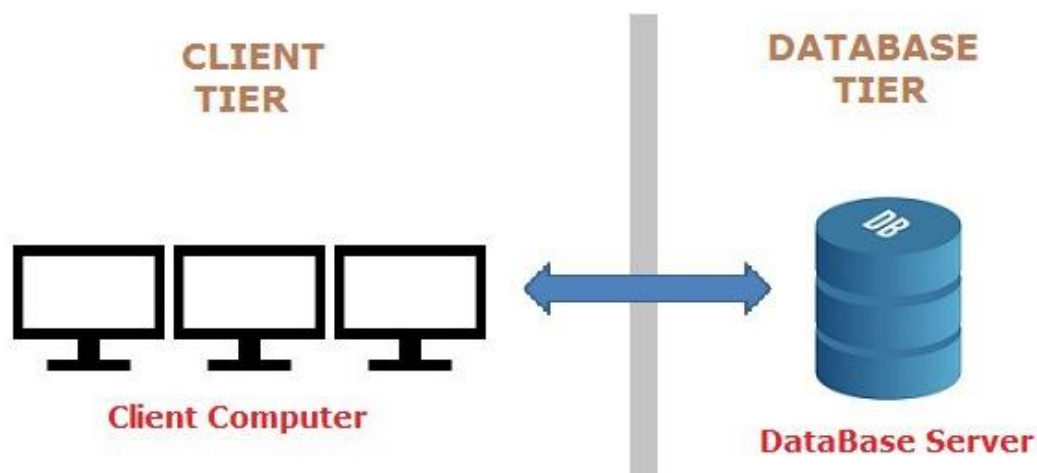 CLIENT
TIER
DATABASE
TIER
DB
Client Computer
DataBase Server